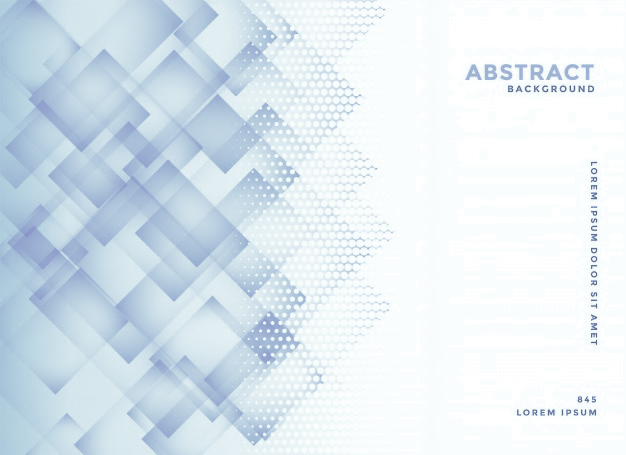 ABSTRACT
BACKGROUND
LOREM IPSUM DOLOR SIT AMET
845
LOREM IPSUM